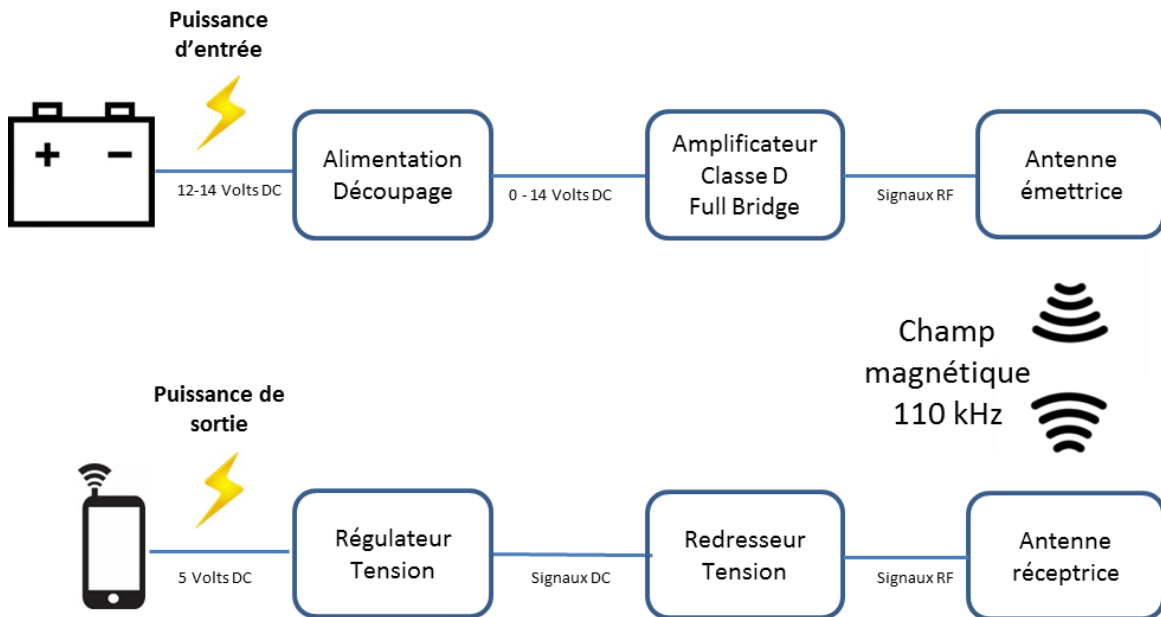 Puissance
d’entrée
+ −
12-14 Volts DC
Alimentation
Découpage
0 - 14 Volts DC
Amplificateur
Classe D
Full Bridge
Signaux RF
Antenne
émettrice
Champ
magnétique
110 kHz
Puissance de
sortie
5 Volts DC
Régulateur
Tension
Signaux DC
Redresseur
Tension
Signaux RF
Antenne
réceptrice